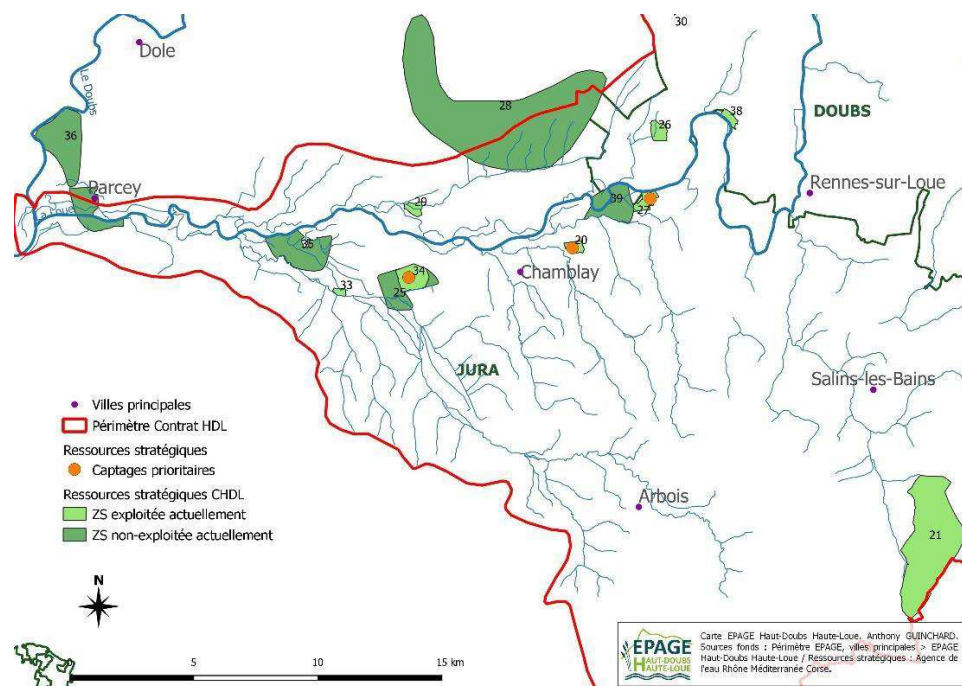 30
Dole
Le Doubs
28
38
DOUBS
36
26
Parcey
Rennes-sur-Loue
La Loue
29
39
27
35
20
34
Chamblay
33
25
JURA
Salins-les-Bains
Villes principales
Périmètre Contrat HDL
Ressources stratégiques
Captages prioritaires
Ressources stratégiques CHDL
ZS exploitée actuellement
ZS non-exploitée actuellement
Arbois
21
N
5
10
15 km
EPAGE
HAUT-DOUBS
HAUTE-LOUE
Carte EPAGE Haut-Doubs Haute-Loue. Anthony GUINCHARD.
Sources fonds : Périmètre EPAGE, villes principales > EPAGE
Haut-Doubs Haute-Loue / Ressources stratégiques : Agence de
l'eau Rhône Méditerranée Corse.